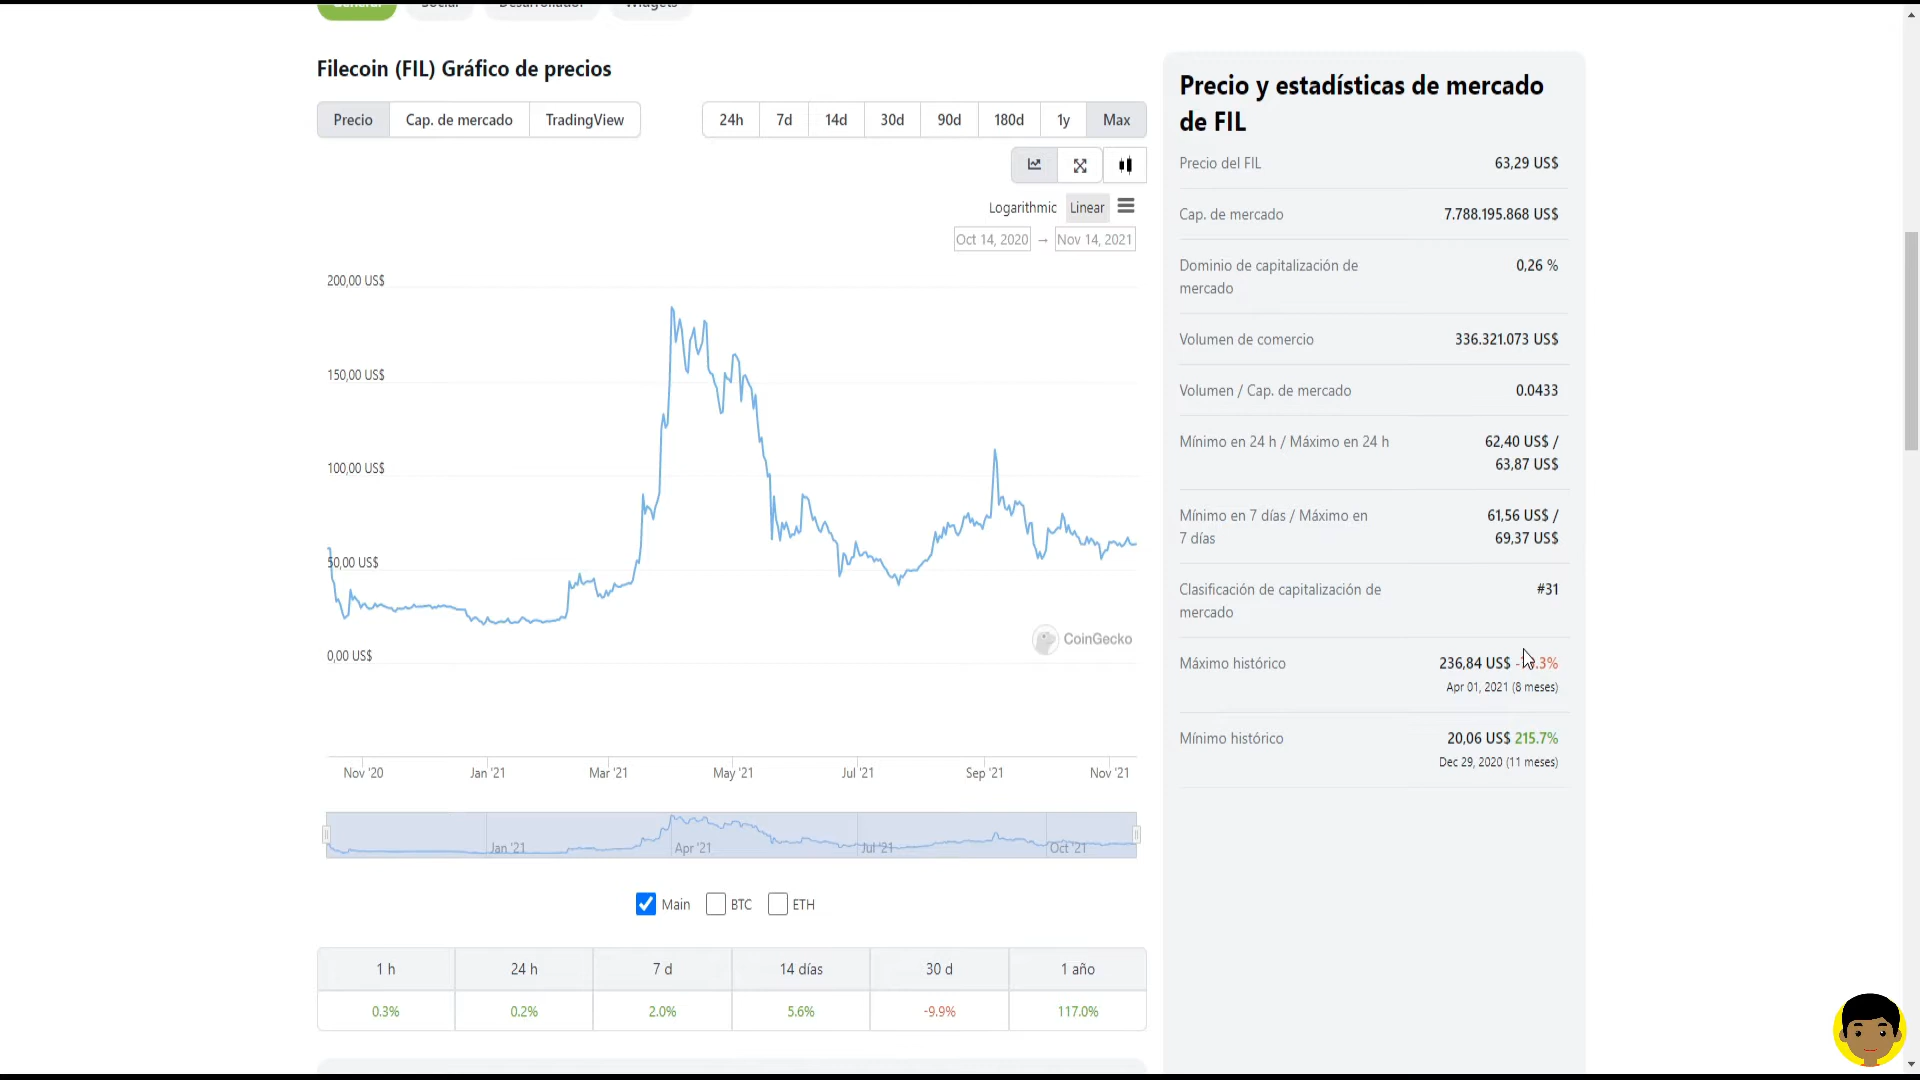 General Social Desarrollador Widgets
Filecoin (FIL) Gráfico de precios
Precio Cap. de mercado TradingView 24h 7d 14d 30d 90d 180d 1y Max
Logarithmic Linear
Oct 14, 2020 → Nov 14, 2021
200,00 US$
150,00 US$
100,00 US$
50,00 US$
0,00 US$
CoinGecko
Nov '20 Jan '21 Mar '21 May '21 Jul '21 Sep '21 Nov '21
Jan '21 Apr '21 Jul '21 Oct '21
Main BTC ETH
1 h 24 h 7 d 14 días 30 d 1 año
0.3% 0.2% 2.0% 5.6% -9.9% 117.0%
Precio y estadísticas de mercado
de FIL
Precio del FIL 63,29 US$
Cap. de mercado 7.788.195.868 US$
Dominio de capitalización de 0,26 %
mercado
Volumen de comercio 336.321.073 US$
Volumen / Cap. de mercado 0.0433
Mínimo en 24 h / Máximo en 24 h 62,40 US$ /
63,87 US$
Mínimo en 7 días / Máximo en 61,56 US$ /
7 días 69,37 US$
Clasificación de capitalización de #31
mercado
Máximo histórico 236,84 US$
Apr 01, 2021 (8 meses)
Mínimo histórico 20,06 US$ 215.7%
Dec 29, 2020 (11 meses)